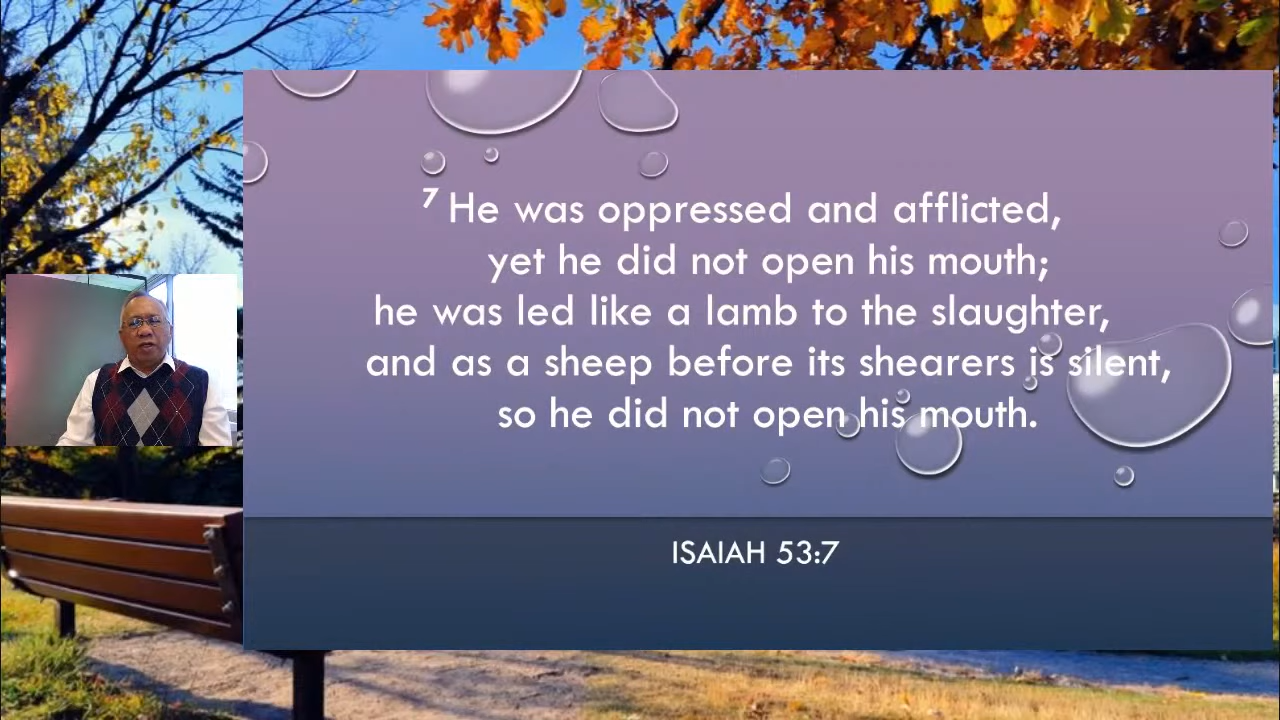 7 He was oppressed and afflicted,
yet he did not open his mouth;
he was led like a lamb to the slaughter,
and as a sheep before its shearers is silent,
so he did not open his mouth.
ISAIAH 53:7